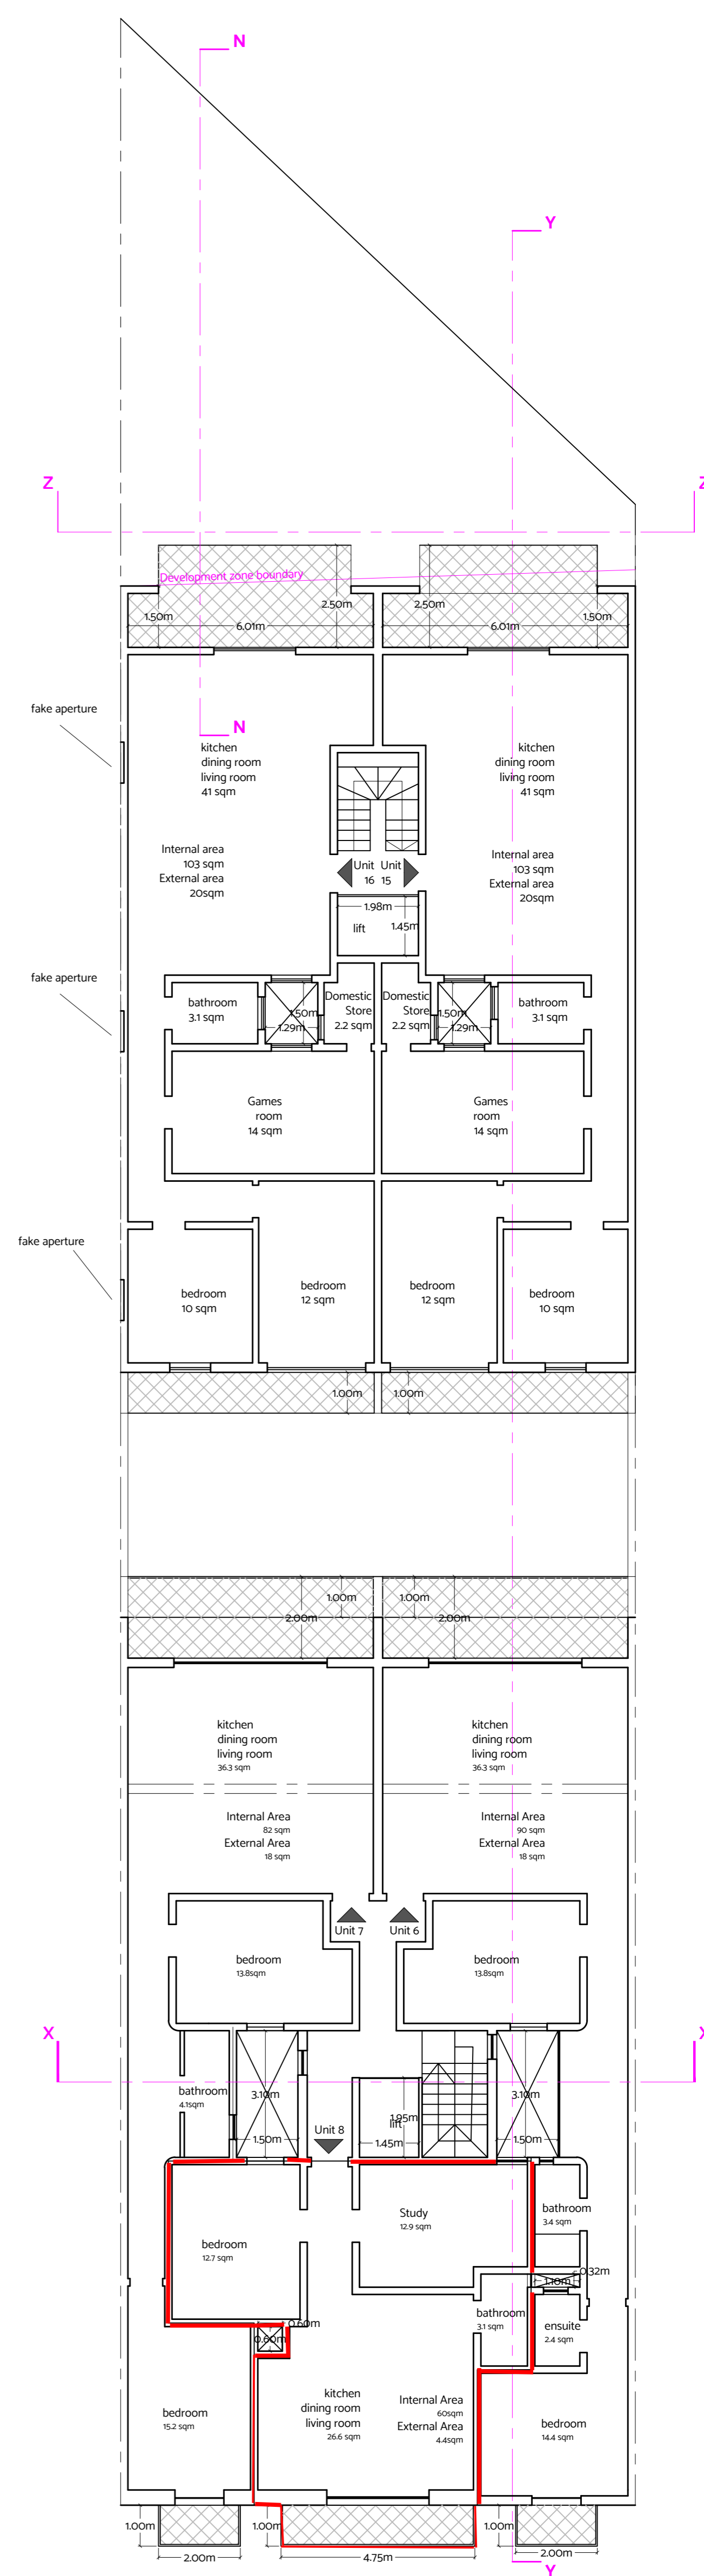 N
Y
Z
Z
Development zone boundary
1.50m
2.50m
2.50m
1.50m
6.01m
6.01m
fake aperture
N
kitchen
dining room
living room
41 sqm
kitchen
dining room
living room
41 sqm
Internal area
103 sqm
External area
20sqm
Internal area
103 sqm
External area
20sqm
Unit
16
Unit
15
1.98m
lift
1.45m
fake aperture
bathroom
3.1 sqm
1.50m
1.29m
Domestic
Store
2.2 sqm
Domestic
Store
2.2 sqm
1.50m
1.29m
bathroom
3.1 sqm
Games
room
14 sqm
Games
room
14 sqm
fake aperture
bedroom
10 sqm
bedroom
12 sqm
bedroom
12 sqm
bedroom
10 sqm
1.00m
1.00m
1.00m
1.00m
2.00m
2.00m
kitchen
dining room
living room
36.3 sqm
kitchen
dining room
living room
36.3 sqm
Internal Area
82 sqm
External Area
18 sqm
Internal Area
90 sqm
External Area
18 sqm
Unit 7
Unit 6
bedroom
13.8sqm
bedroom
13.8sqm
X
X
bathroom
4.1sqm
3.10m
1.50m
Unit 8
lift
1.95m
1.45m
3.10m
1.50m
bedroom
12.7 sqm
Study
12.9 sqm
bathroom
3.4 sqm
0.32m
1.10m
bathroom
3.1 sqm
ensuite
2.4 sqm
0.60m
0.60m
bedroom
15.2 sqm
kitchen
dining room
living room
26.6 sqm
Internal Area
60sqm
External Area
4.4sqm
bedroom
14.4 sqm
1.00m
2.00m
1.00m
4.75m
1.00m
2.00m
Y